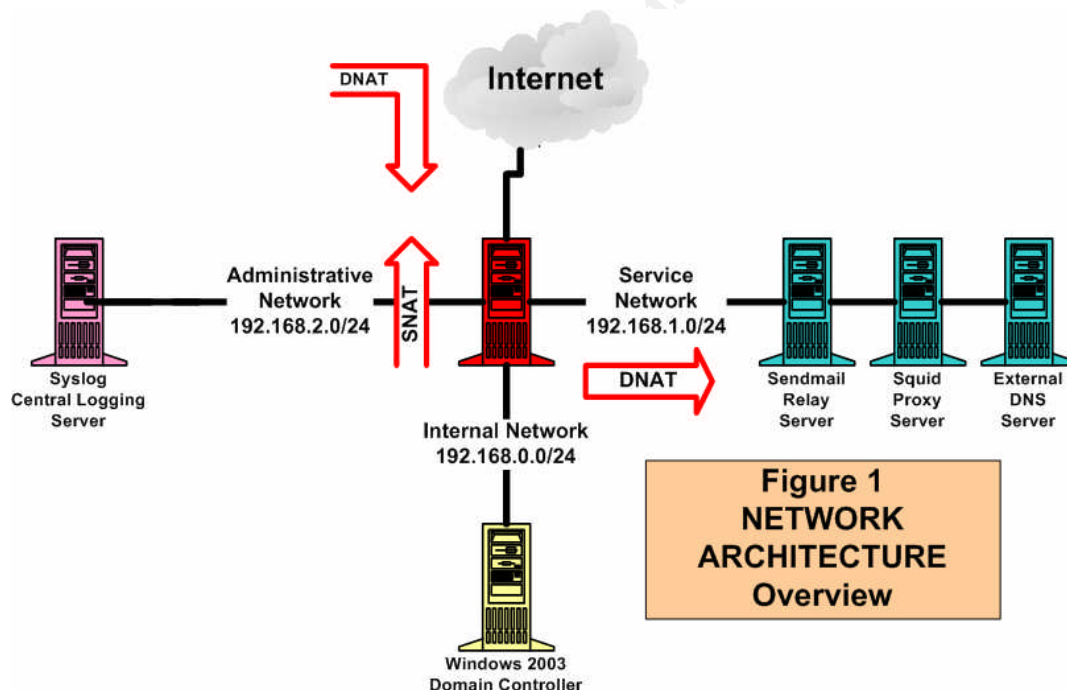 DNAT
Internet
Administrative
Network
192.168.2.0/24
SNAT
Service
Network
192.168.1.0/24
Syslog
Central Logging
Server
DNAT
Sendmail
Relay
Server
Squid
Proxy
Server
External
DNS
Server
Internal Network
192.168.0.0/24
Figure 1
NETWORK
ARCHITECTURE
Overview
Windows 2003
Domain Controller